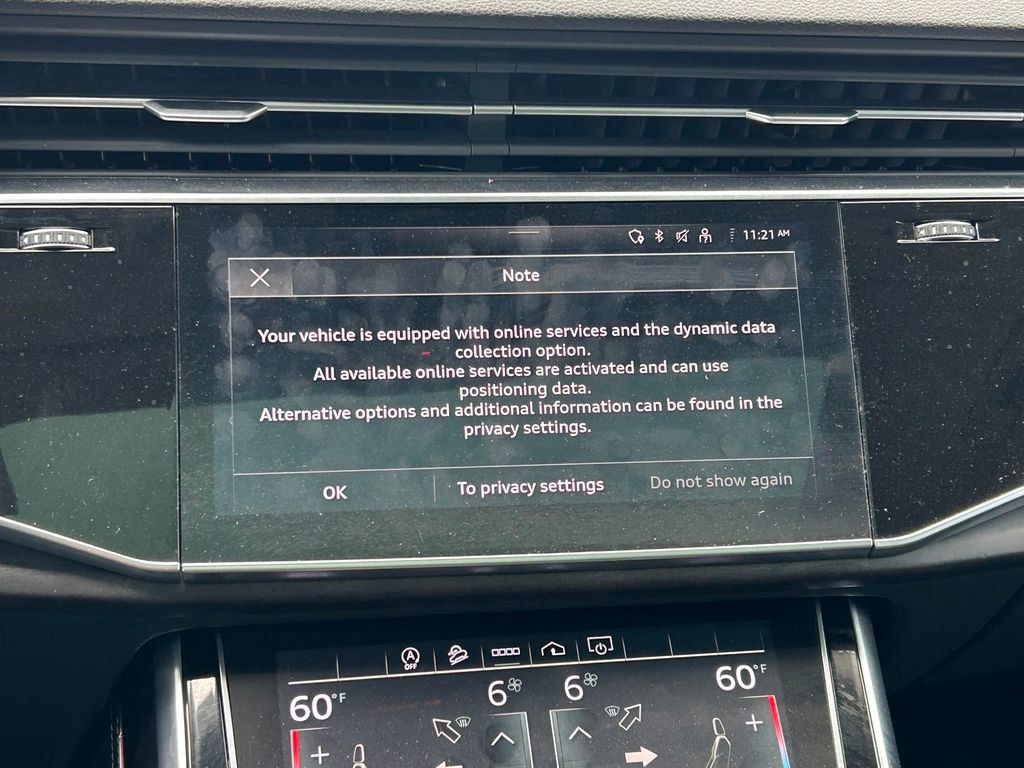 11:21 AM
Note
Your vehicle is equipped with online services and the dynamic data
collection option.
All available online services are activated and can use
positioning data.
Alternative options and additional information can be found in the
privacy settings.
OK To privacy settings Do not show again
A OFF
60°F 6 6 60°F
+ +